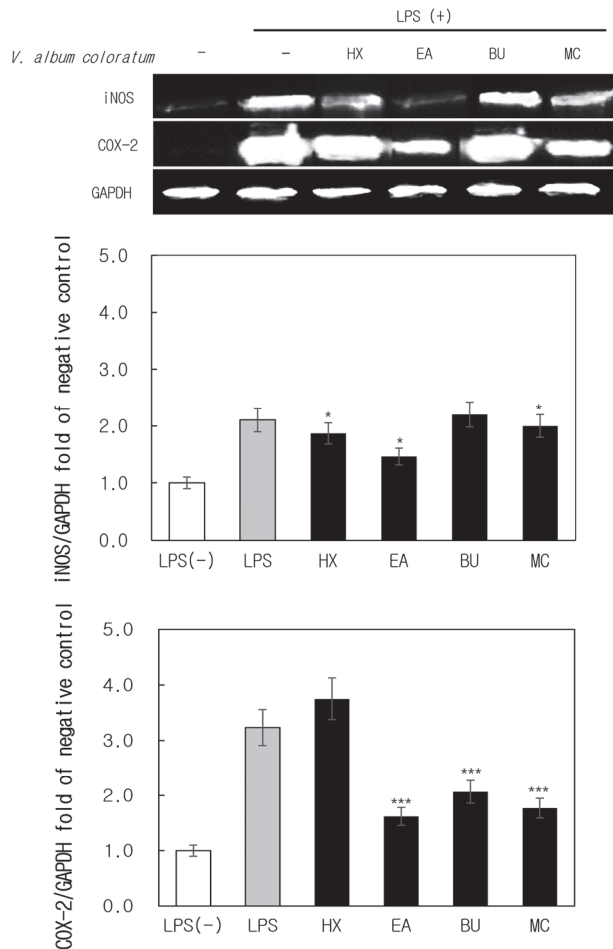 LPS (+)
V. album coloratum - - HX EA BU MC
iNOS
COX-2
GAPDH
iNOS/GAPDH fold of negative control
5.0
4.0
3.0
2.0
1.0
0.0
* * *
LPS(-) LPS HX EA BU MC
COX-2/GAPDH fold of negative control
5.0
4.0
3.0
2.0
1.0
0.0
*** *** ***
LPS(-) LPS HX EA BU MC